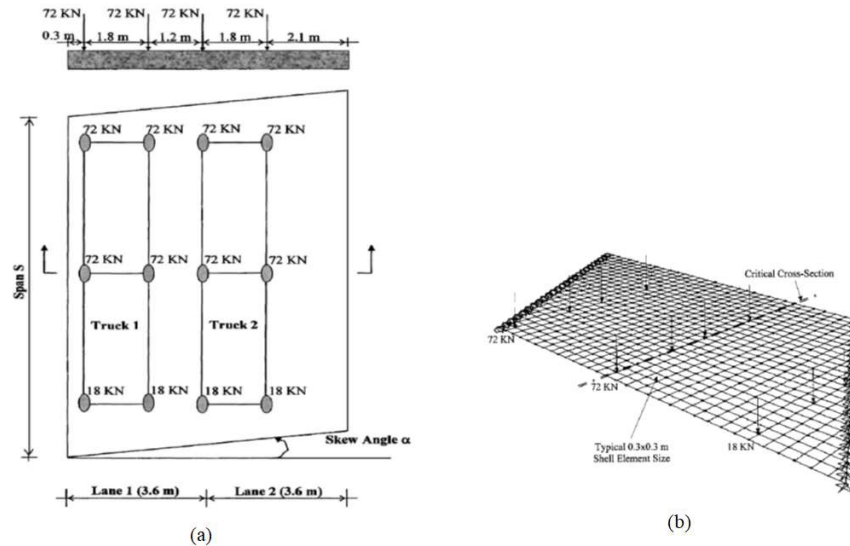 72 KN 72 KN 72 KN 72 KN
0.3 m 1.8 m 1.2 m 1.8 m 2.1 m
72 KN 72 KN 72 KN 72 KN
72 KN 72 KN 72 KN 72 KN
Span S
Truck 1 Truck 2
18 KN 18 KN 18 KN 18 KN
Skew Angle α
Lane 1 (3.6 m) Lane 2 (3.6 m)
(a)
Critical Cross-Section
72 KN
72 KN
18 KN
Typical 0.3x0.3 m
Shell Element Size
(b)